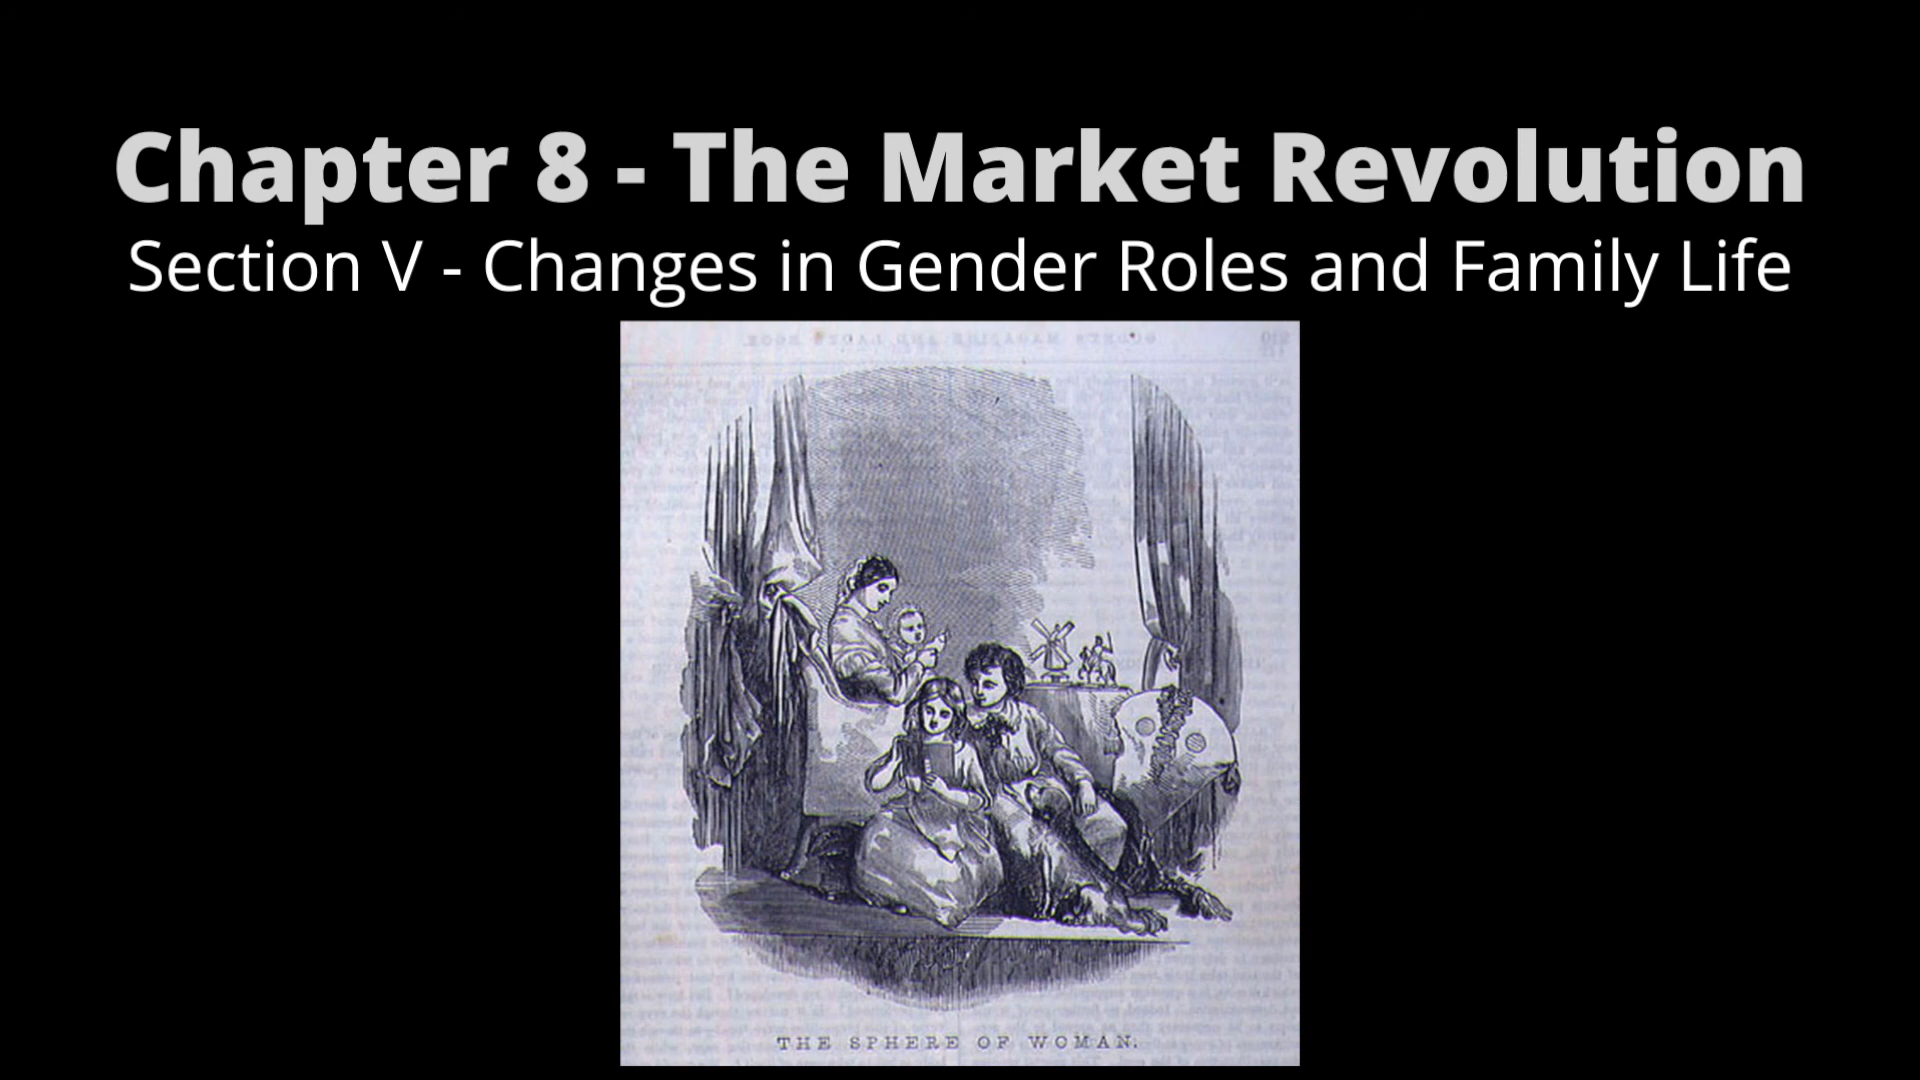 Chapter 8 - The Market Revolution
Section V - Changes in Gender Roles and Family Life
THE SPHERE OF WOMAN.